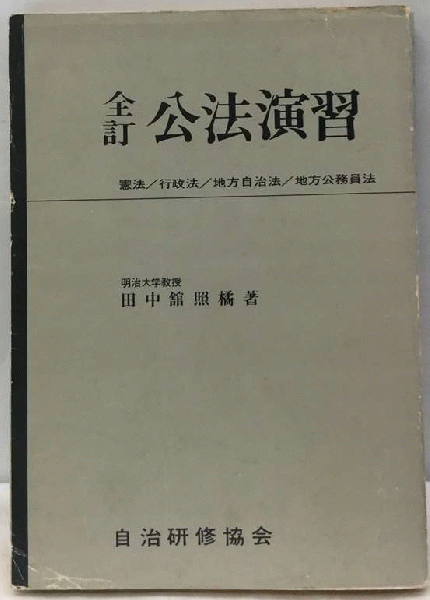 全訂 公法演習
憲法／行政法／地方自治法／地方公務員法
明治大学教授
田中舘照橘著
自治研修協会